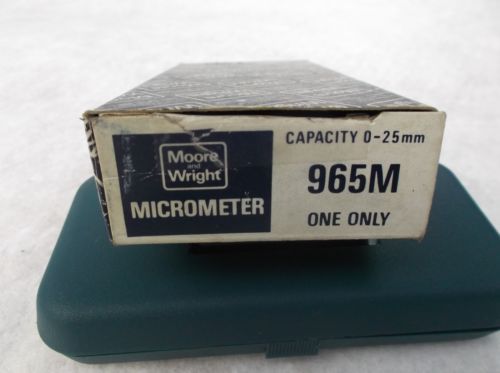 Moore
and
Wright
MICROMETER
CAPACITY 0-25mm
965M
ONE ONLY